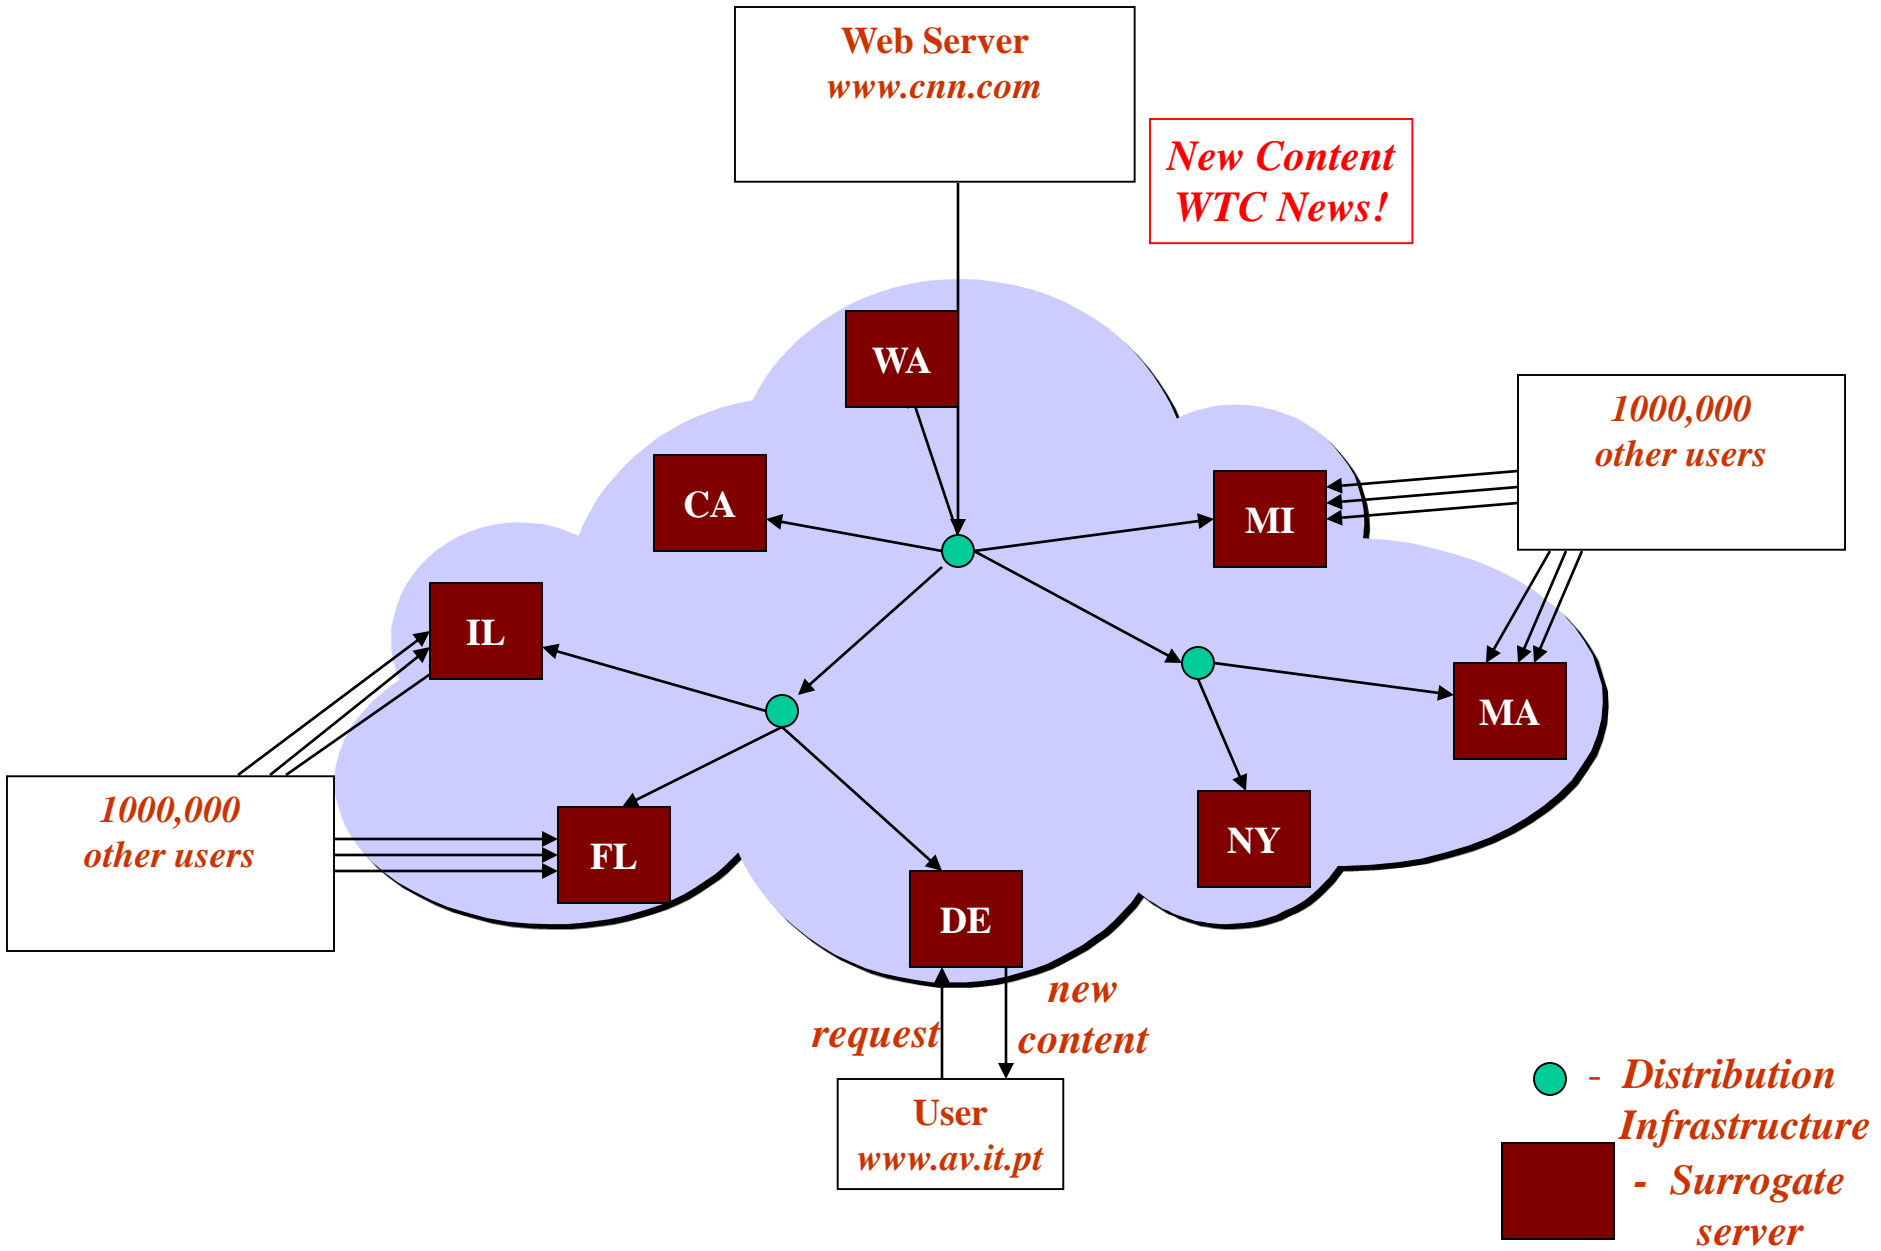 Web Server
www.cnn.com
New Content
WTC News!
WA
1000,000
other users
CA
MI
IL
MA
1000,000
other users
FL
NY
DE
new
content
request
User
www.av.it.pt
- Distribution
Infrastructure
- Surrogate
server